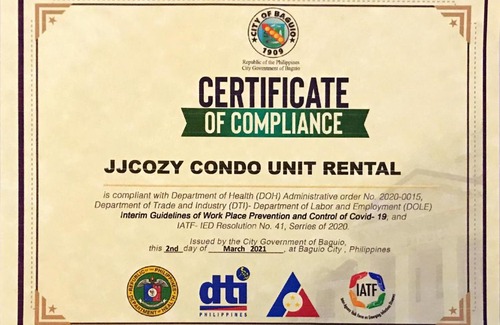 CITY OF BAGUIO
1909
Republic of the Philippines
City Government of Baguio
CERTIFICATE
OF COMPLIANCE
JJCOZY CONDO UNIT RENTAL
is compliant with Department of Health (DOH) Administrative order No. 2020-0015,
Department of Trade and Industry (DTI)- Department of Labor and Employment (DOLE)
Interim Guidelines of Work Place Prevention and Control of Covid- 19, and
IATF- IED Resolution No. 41, Serries of 2020.
Issued by the City Government of Baguio,
this 2nd day of March 2021, at Baguio City, Philippines
dti
PHILIPPINES
IATF